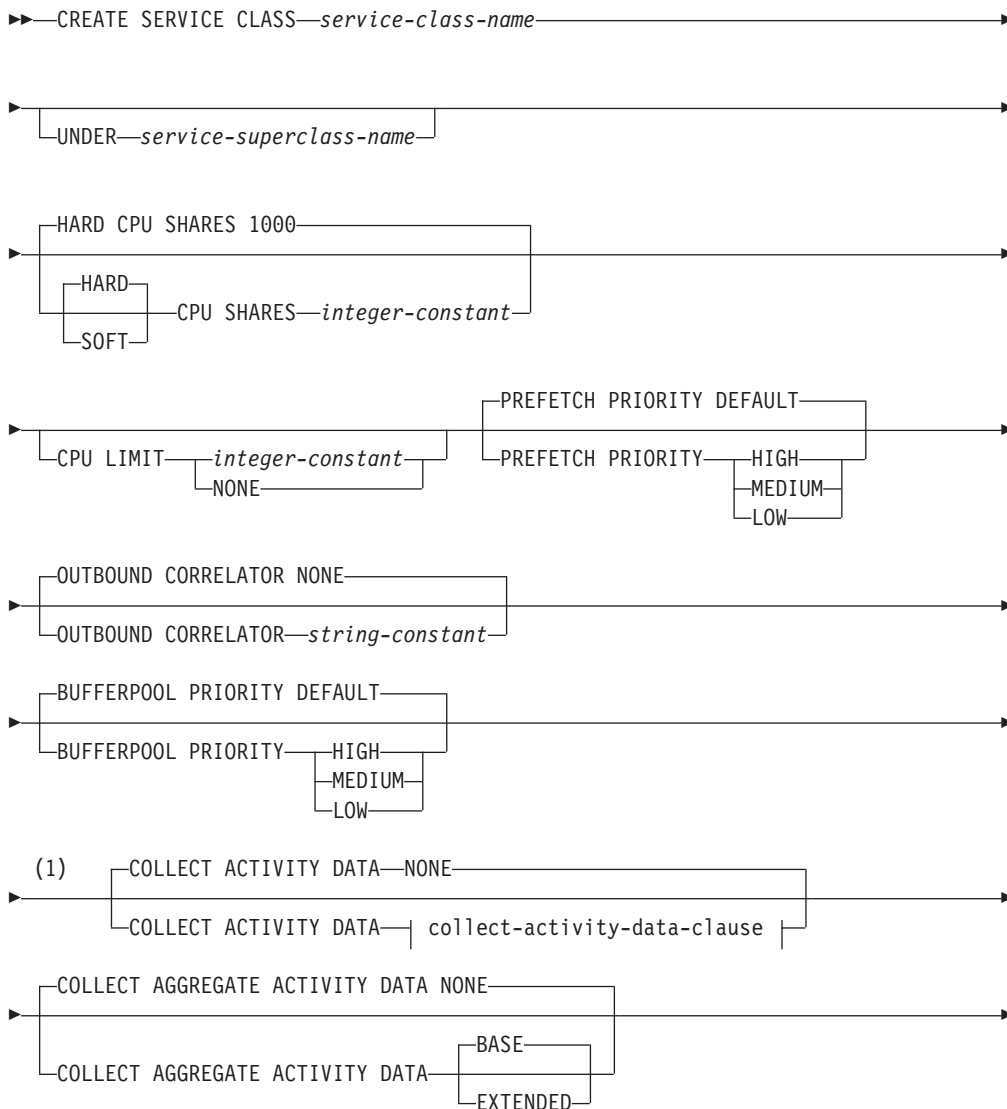 CREATE SERVICE CLASS service-class-name
UNDER service-superclass-name
HARD CPU SHARES 1000
HARD
SOFT
CPU SHARES integer-constant
CPU LIMIT integer-constant
NONE
PREFETCH PRIORITY DEFAULT
PREFETCH PRIORITY HIGH
MEDIUM
LOW
OUTBOUND CORRELATOR NONE
OUTBOUND CORRELATOR string-constant
BUFFERPOOL PRIORITY DEFAULT
BUFFERPOOL PRIORITY HIGH
MEDIUM
LOW
(1)
COLLECT ACTIVITY DATA NONE
COLLECT ACTIVITY DATA collect-activity-data-clause
COLLECT AGGREGATE ACTIVITY DATA NONE
COLLECT AGGREGATE ACTIVITY DATA
BASE
EXTENDED